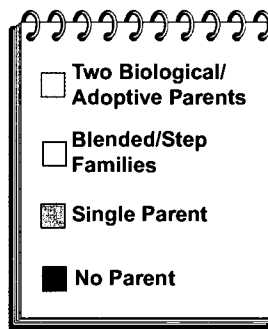 Two Biological/
Adoptive Parents
Blended/Step
Families
Single Parent
No Parent